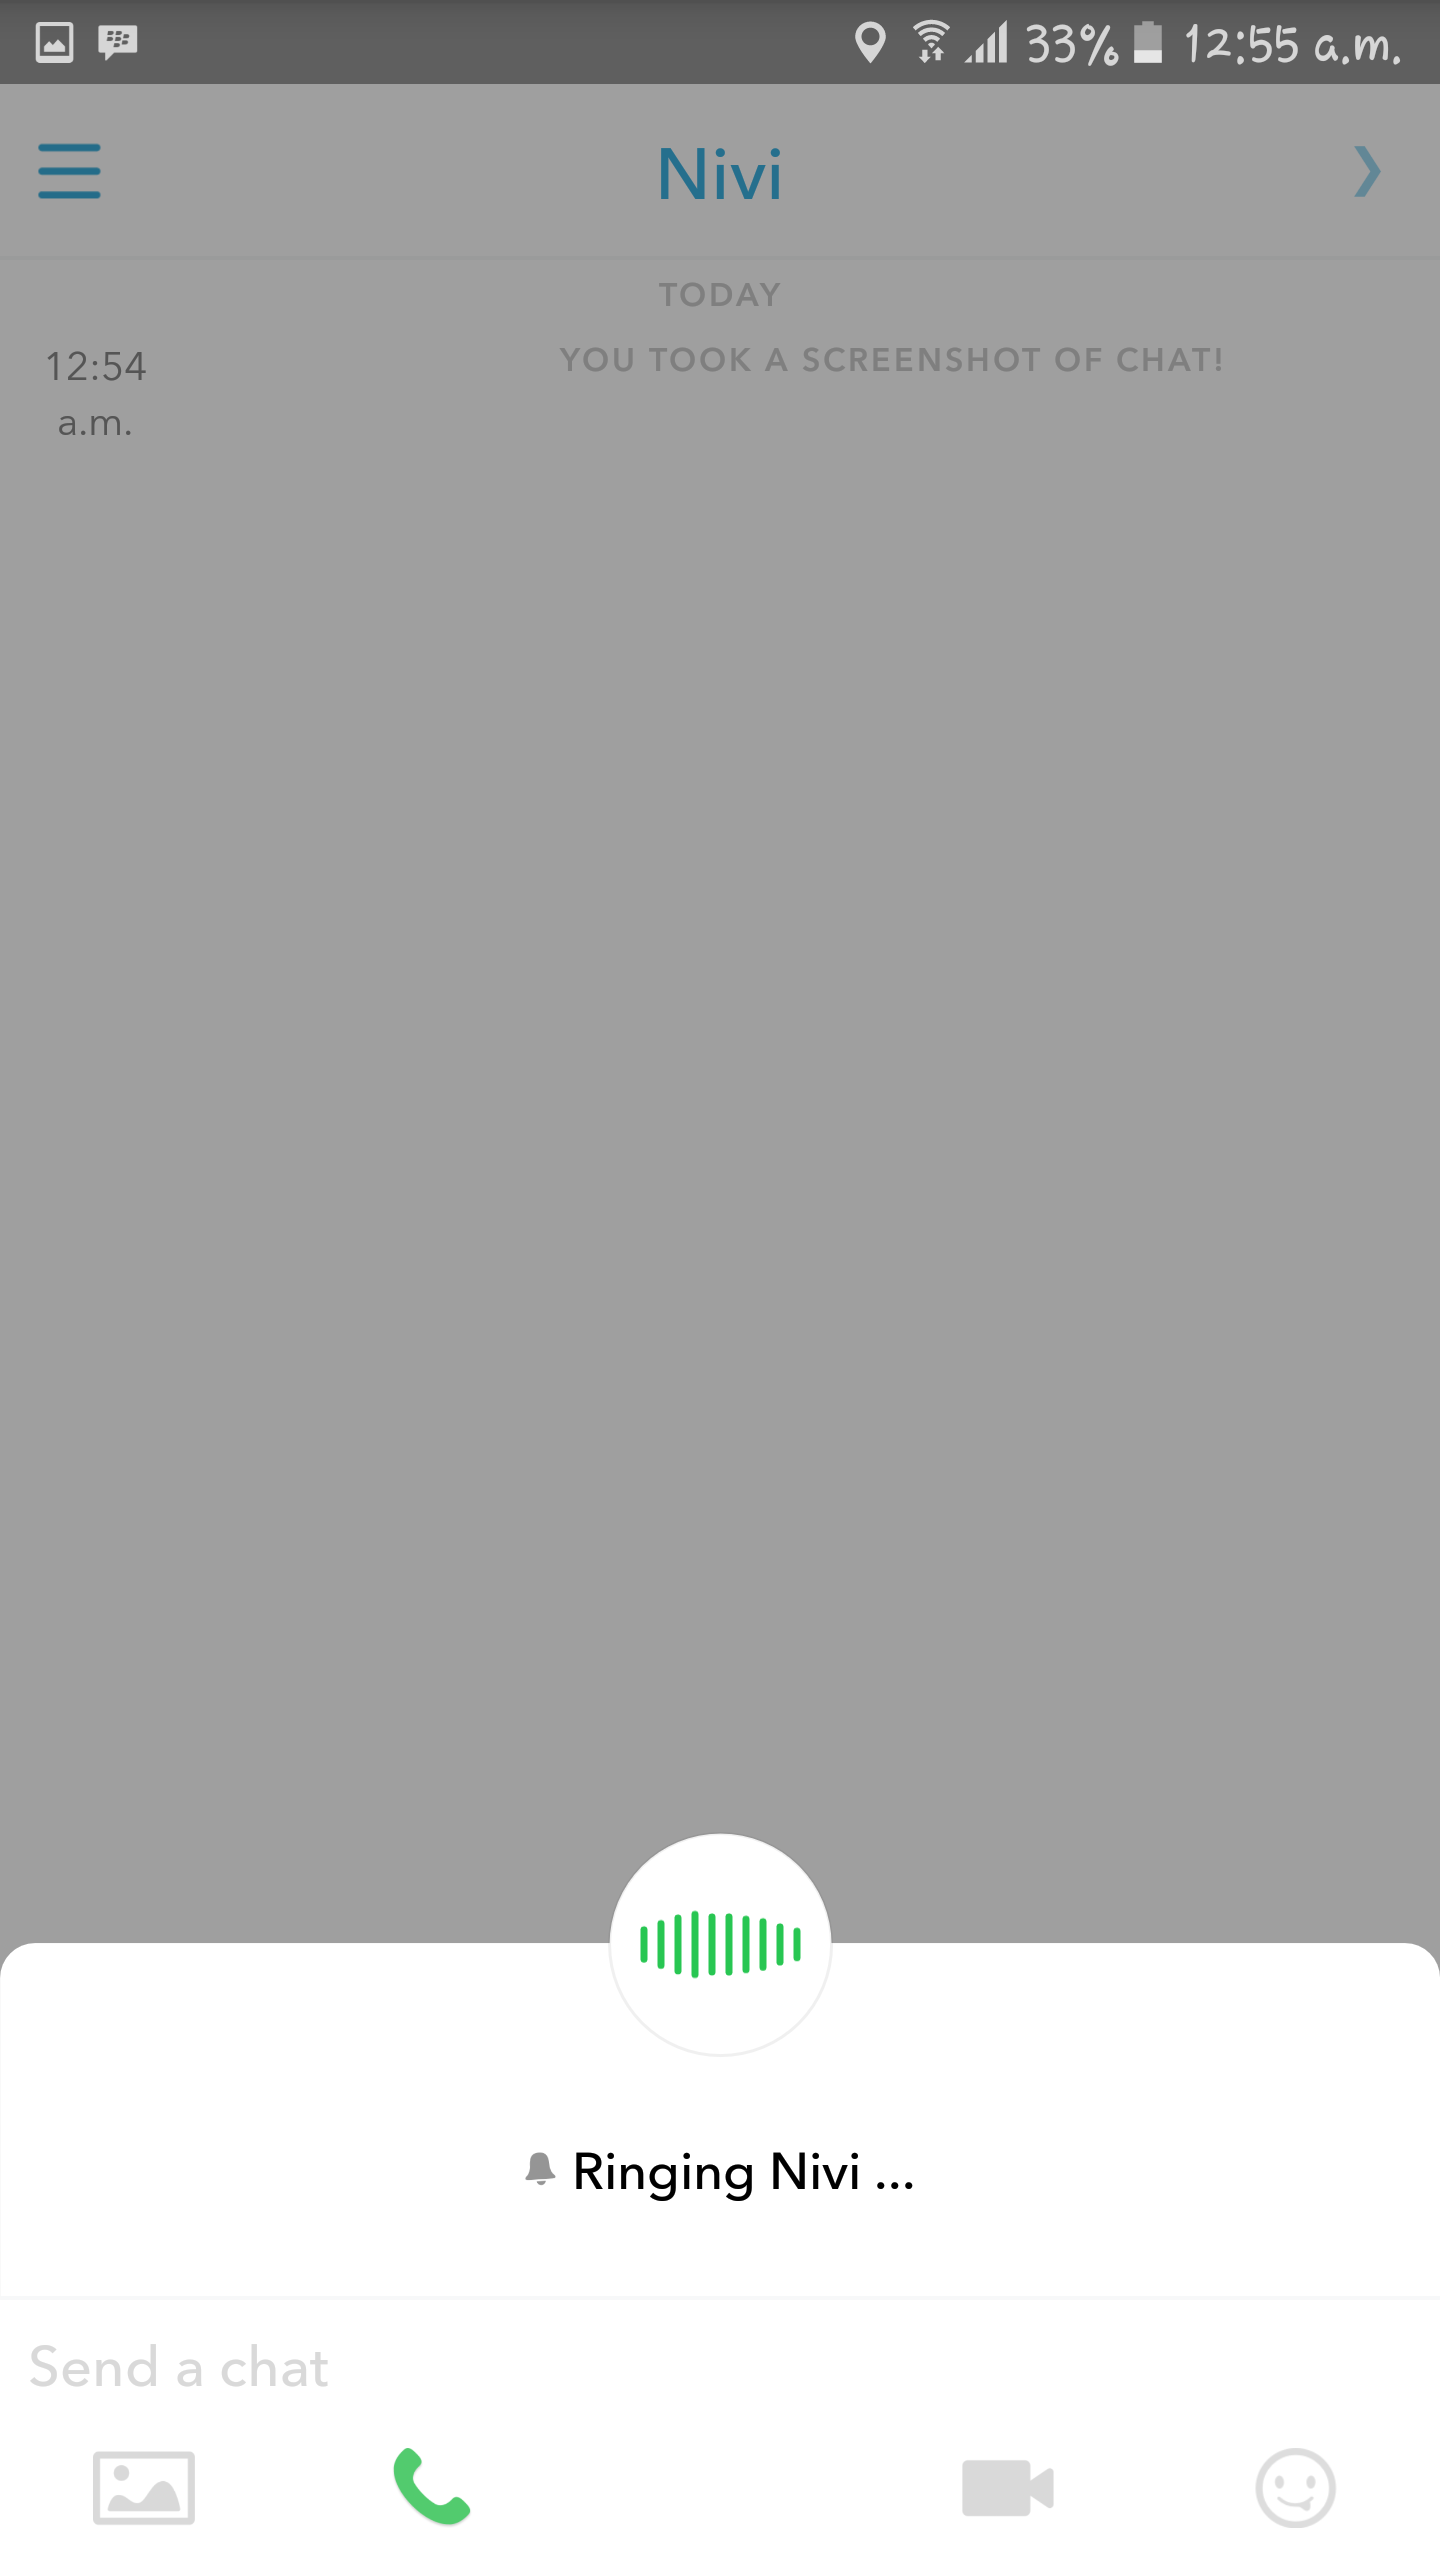 33% 12:55 a.m.
Nivi
TODAY
12:54 a.m.
YOU TOOK A SCREENSHOT OF CHAT!
Ringing Nivi ...
Send a chat